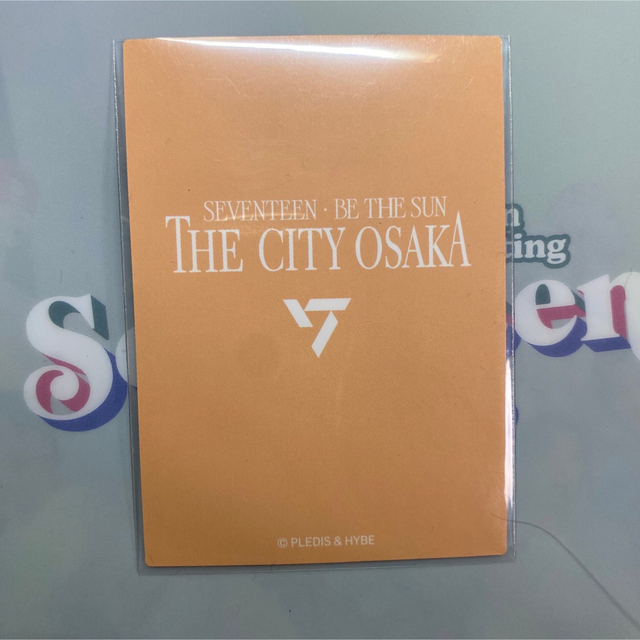 SEVENTEEN · BE THE SUN
THE CITY OSAKA
© PLEDIS & HYBE